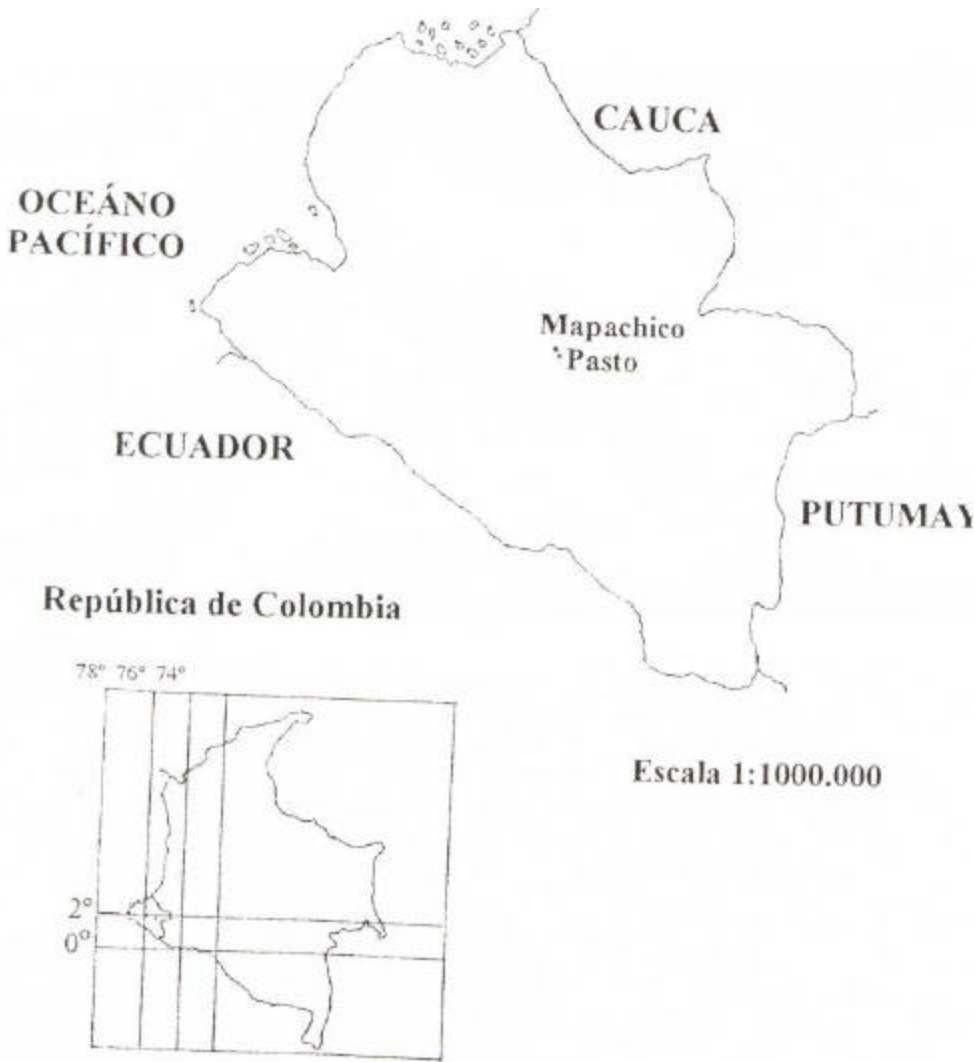 CAUCA
OCEÁNO
PACÍFICO
Mapachico
Pasto
ECUADOR
PUTUMAY
República de Colombia
78° 76° 74°
Escala 1:1000.000
2°
0°